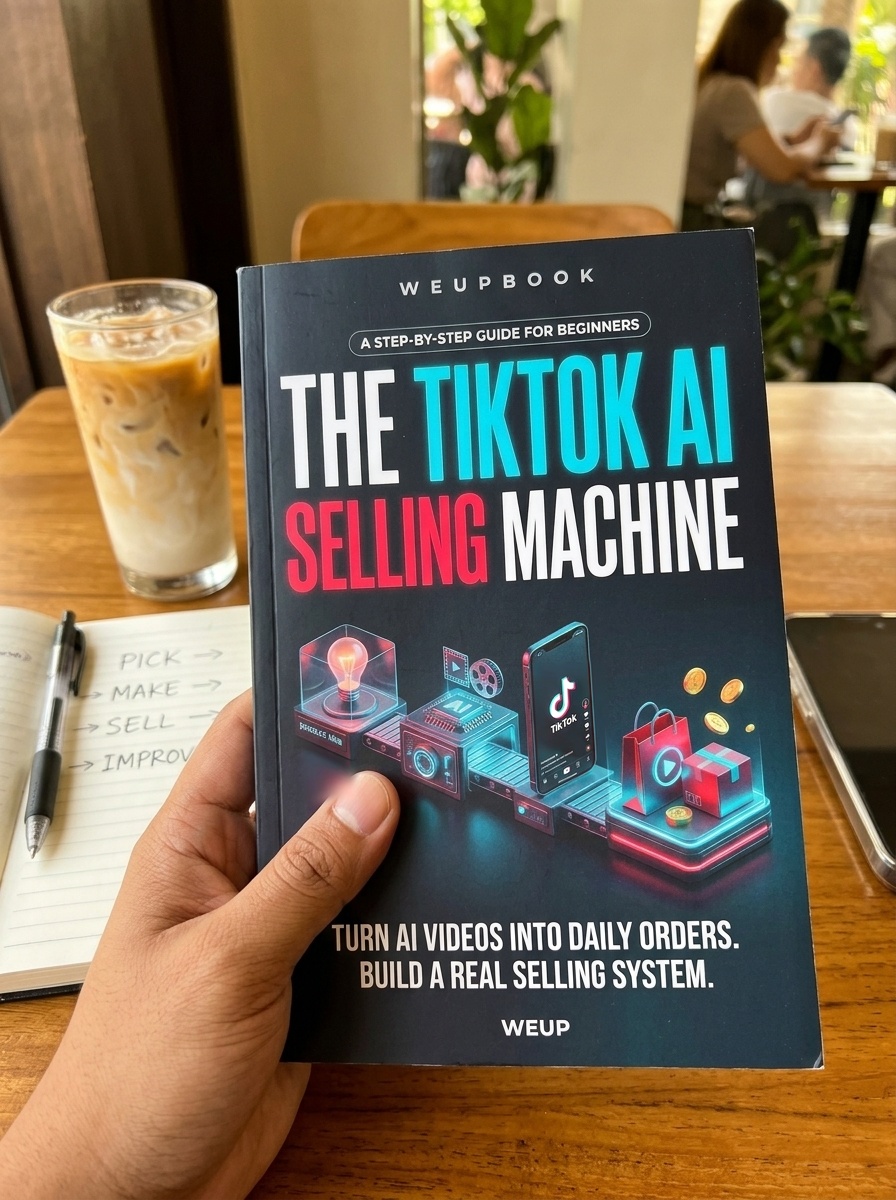 WEUPBOOK
A STEP-BY-STEP GUIDE FOR BEGINNERS
THE TIKTOK AI
SELLING MACHINE
AI
TikTok
TURN AI VIDEOS INTO DAILY ORDERS.
BUILD A REAL SELLING SYSTEM.
WEUP
PICK →
→ MAKE →
→ SELL →
→ IMPROV